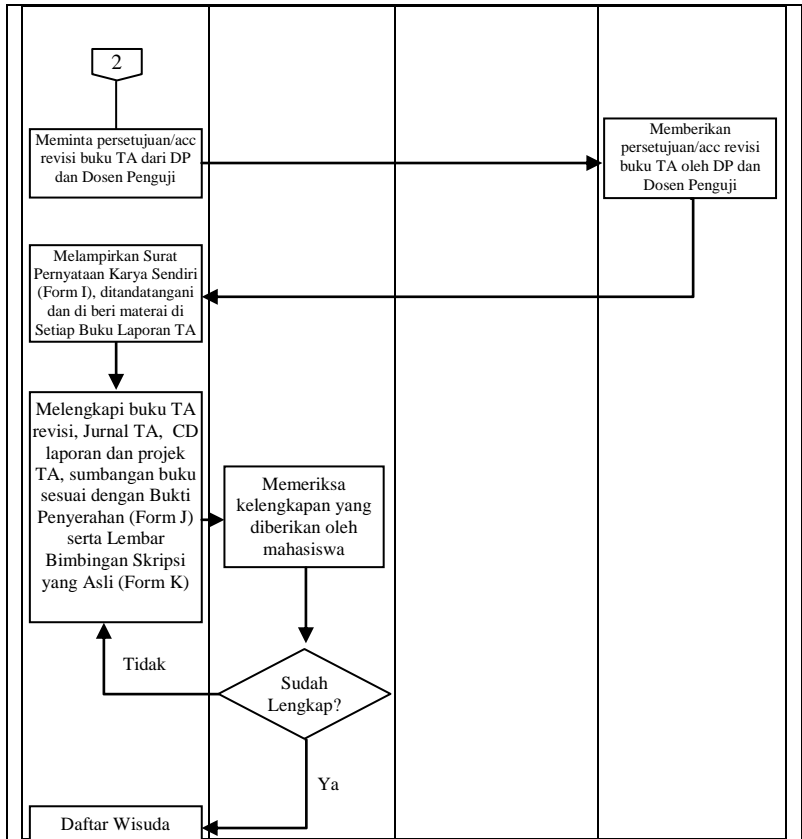 2
Meminta persetujuan/acc
revisi buku TA dari DP
dan Dosen Penguji
Memberikan
persetujuan/acc revisi
buku TA oleh DP dan
Dosen Penguji
Melampirkan Surat
Pernyataan Karya Sendiri
(Form I), ditandatangani
dan di beri materai di
Setiap Buku Laporan TA
Melengkapi buku TA
revisi, Jurnal TA, CD
laporan dan projek
TA, sumbangan buku
sesuai dengan Bukti
Penyerahan (Form J)
serta Lembar
Bimbingan Skripsi
yang Asli (Form K)
Memeriksa
kelengkapan yang
diberikan oleh
mahasiswa
Tidak
Sudah
Lengkap?
Ya
Daftar Wisuda